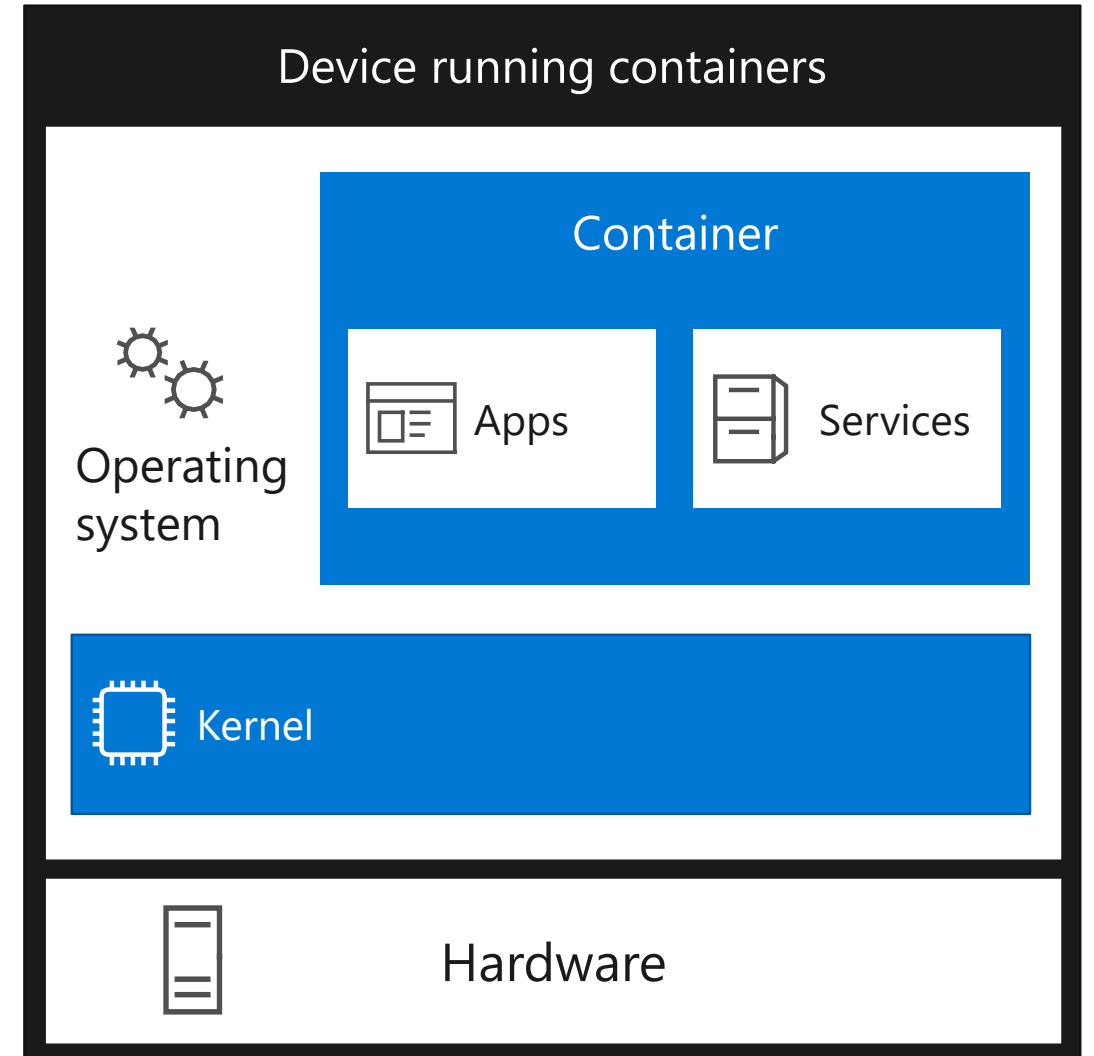 Device running containers
Container
Apps
Services
Operating
system
Kernel
Hardware